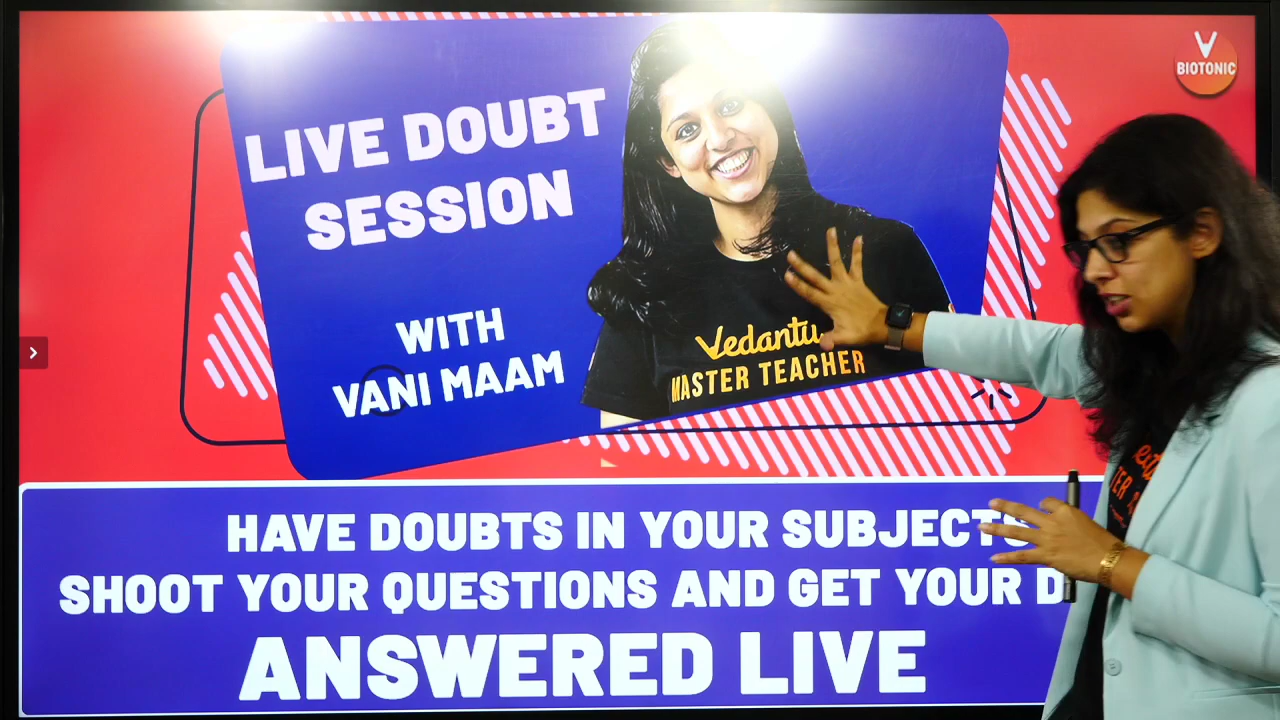 V
BIOTONIC
LIVE DOUBT
SESSION
WITH
VANI MAAM
Vedantu
MASTER TEACHER
HAVE DOUBTS IN YOUR SUBJECTS
SHOOT YOUR QUESTIONS AND GET YOUR D
ANSWERED LIVE